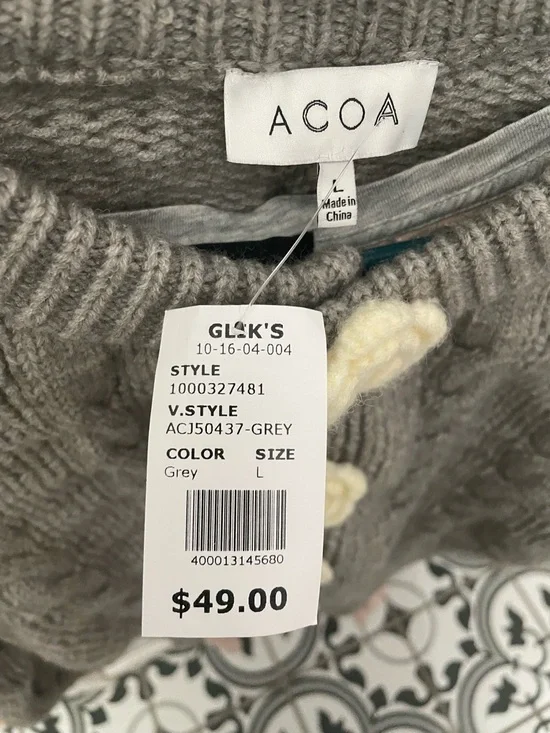 ACOA
L
Made in
China
GLIK'S
10-16-04-004
STYLE
1000327481
V.STYLE
ACJ50437-GREY
COLOR SIZE
Grey L
400013145680
$49.00